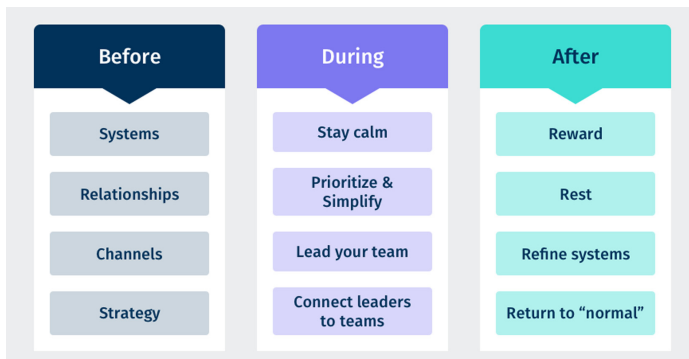 Before
Systems
Relationships
Channels
Strategy
During
Stay calm
Prioritize &
Simplify
Lead your team
Connect leaders
to teams
After
Reward
Rest
Refine systems
Return to “normal”